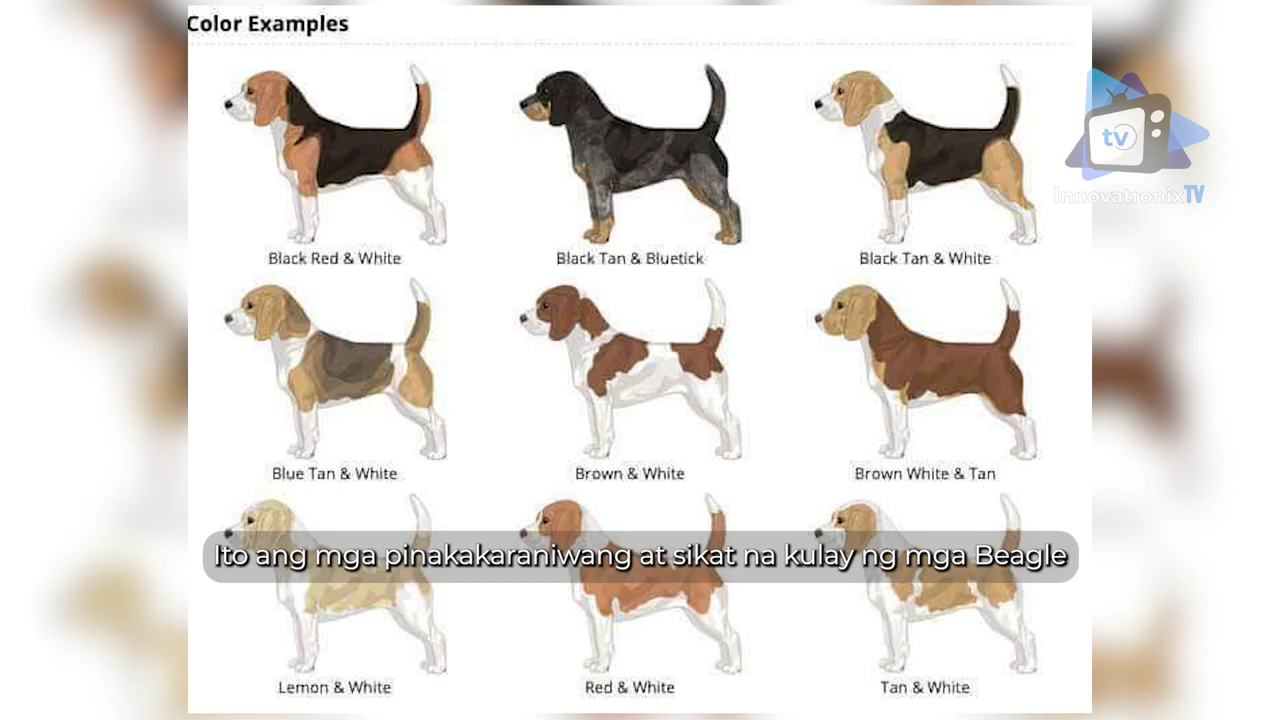 Color Examples
tv
InnovatronixTV
Black Red & White
Black Tan & Bluetick
Black Tan & White
Blue Tan & White
Brown & White
Brown White & Tan
Ito ang mga pinakakaraniwang at sikat na kulay ng mga Beagle
Lemon & White
Red & White
Tan & White